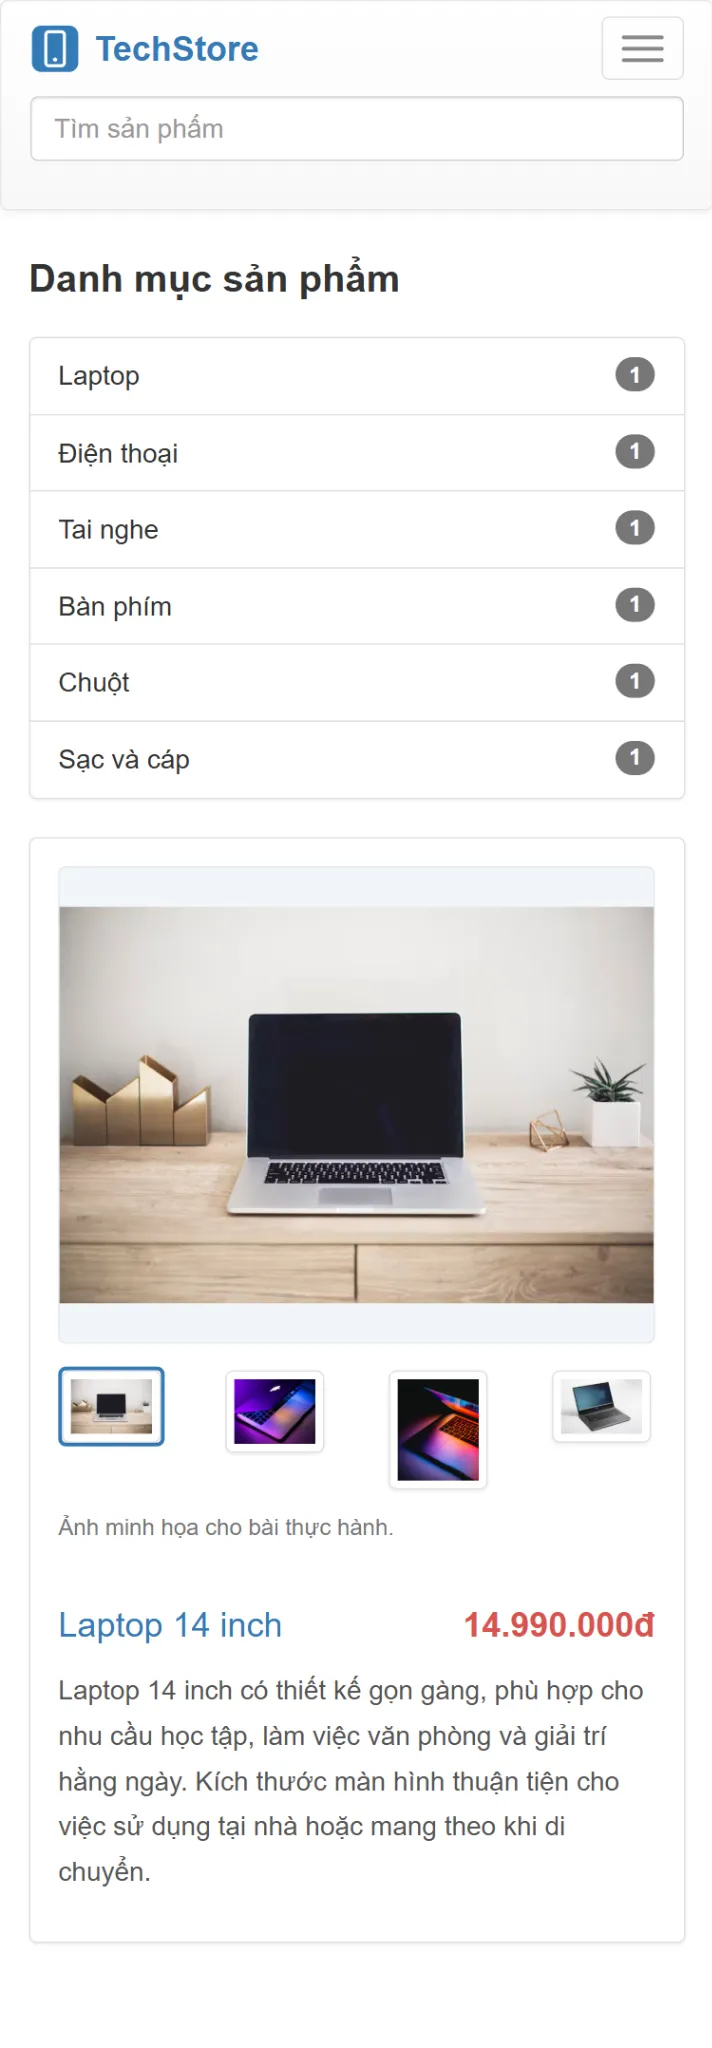 TechStore
Tìm sản phẩm
Danh mục sản phẩm
Laptop 1
Điện thoại 1
Tai nghe 1
Bàn phím 1
Chuột 1
Sạc và cáp 1
Ảnh minh họa cho bài thực hành.
Laptop 14 inch 14.990.000đ
Laptop 14 inch có thiết kế gọn gàng, phù hợp cho
nhu cầu học tập, làm việc văn phòng và giải trí
hằng ngày. Kích thước màn hình thuận tiện cho
việc sử dụng tại nhà hoặc mang theo khi di
chuyển.